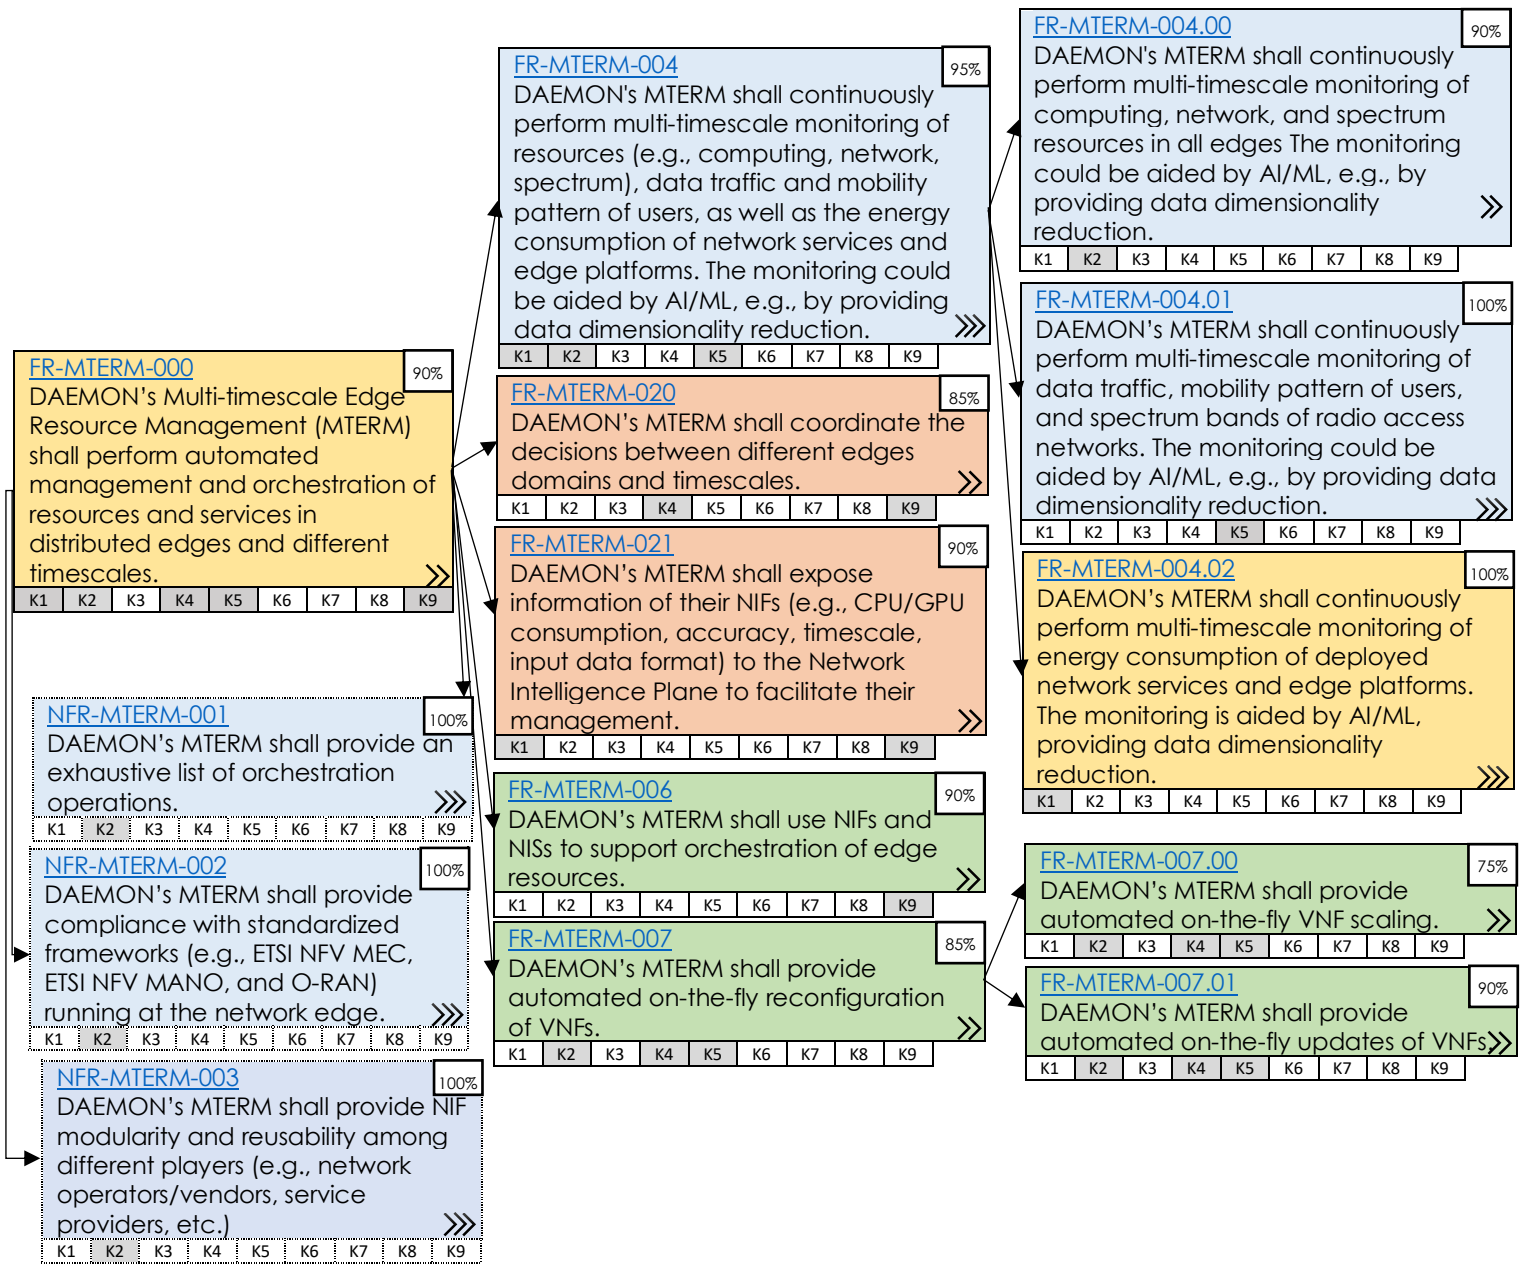 FR-MTERM-000
90%
DAEMON’s Multi-timescale Edge
Resource Management (MTERM)
shall perform automated
management and orchestration of
resources and services in
distributed edges and different
timescales.
K1 K2 K3 K4 K5 K6 K7 K8 K9
NFR-MTERM-001
100%
DAEMON’s MTERM shall provide an
exhaustive list of orchestration
operations.
K1 K2 K3 K4 K5 K6 K7 K8 K9
NFR-MTERM-002
100%
DAEMON’s MTERM shall provide
compliance with standardized
frameworks (e.g., ETSI NFV MEC,
ETSI NFV MANO, and O-RAN)
running at the network edge.
K1 K2 K3 K4 K5 K6 K7 K8 K9
NFR-MTERM-003
100%
DAEMON’s MTERM shall provide NIF
modularity and reusability among
different players (e.g., network
operators/vendors, service
providers, etc.)
K1 K2 K3 K4 K5 K6 K7 K8 K9
FR-MTERM-004
95%
DAEMON's MTERM shall continuously
perform multi-timescale monitoring of
resources (e.g., computing, network,
spectrum), data traffic and mobility
pattern of users, as well as the energy
consumption of network services and
edge platforms. The monitoring could
be aided by AI/ML, e.g., by providing
data dimensionality reduction.
K1 K2 K3 K4 K5 K6 K7 K8 K9
FR-MTERM-020
85%
DAEMON’s MTERM shall coordinate the
decisions between different edges
domains and timescales.
K1 K2 K3 K4 K5 K6 K7 K8 K9
FR-MTERM-021
90%
DAEMON’s MTERM shall expose
information of their NIFs (e.g., CPU/GPU
consumption, accuracy, timescale,
input data format) to the Network
Intelligence Plane to facilitate their
management.
K1 K2 K3 K4 K5 K6 K7 K8 K9
FR-MTERM-006
90%
DAEMON’s MTERM shall use NIFs and
NISs to support orchestration of edge
resources.
K1 K2 K3 K4 K5 K6 K7 K8 K9
FR-MTERM-007
85%
DAEMON’s MTERM shall provide
automated on-the-fly reconfiguration
of VNFs.
K1 K2 K3 K4 K5 K6 K7 K8 K9
FR-MTERM-004.00
90%
DAEMON's MTERM shall continuously
perform multi-timescale monitoring of
computing, network, and spectrum
resources in all edges The monitoring
could be aided by AI/ML, e.g., by
providing data dimensionality
reduction.
K1 K2 K3 K4 K5 K6 K7 K8 K9
FR-MTERM-004.01
100%
DAEMON’s MTERM shall continuously
perform multi-timescale monitoring of
data traffic, mobility pattern of users,
and spectrum bands of radio access
networks. The monitoring could be
aided by AI/ML, e.g., by providing data
dimensionality reduction.
K1 K2 K3 K4 K5 K6 K7 K8 K9
FR-MTERM-004.02
100%
DAEMON’s MTERM shall continuously
perform multi-timescale monitoring of
energy consumption of deployed
network services and edge platforms.
The monitoring is aided by AI/ML,
providing data dimensionality
reduction.
K1 K2 K3 K4 K5 K6 K7 K8 K9
FR-MTERM-007.00
75%
DAEMON’s MTERM shall provide
automated on-the-fly VNF scaling.
K1 K2 K3 K4 K5 K6 K7 K8 K9
FR-MTERM-007.01
90%
DAEMON’s MTERM shall provide
automated on-the-fly updates of VNFs.
K1 K2 K3 K4 K5 K6 K7 K8 K9